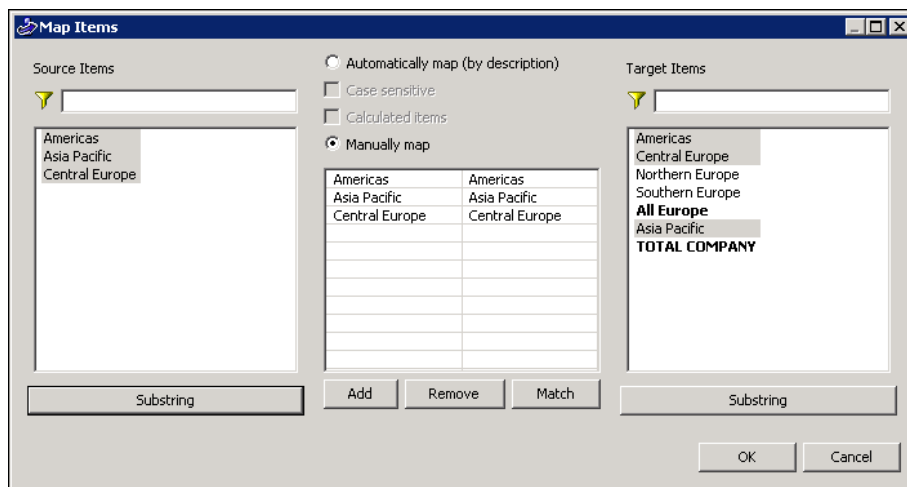 Map Items
Source Items
Americas
Asia Pacific
Central Europe
Substring
Automatically map (by description)
Case sensitive
Calculated items
Manually map
Americas Americas
Asia Pacific Asia Pacific
Central Europe Central Europe
Add Remove Match
Target Items
Americas
Central Europe
Northern Europe
Southern Europe
All Europe
Asia Pacific
TOTAL COMPANY
Substring
OK Cancel